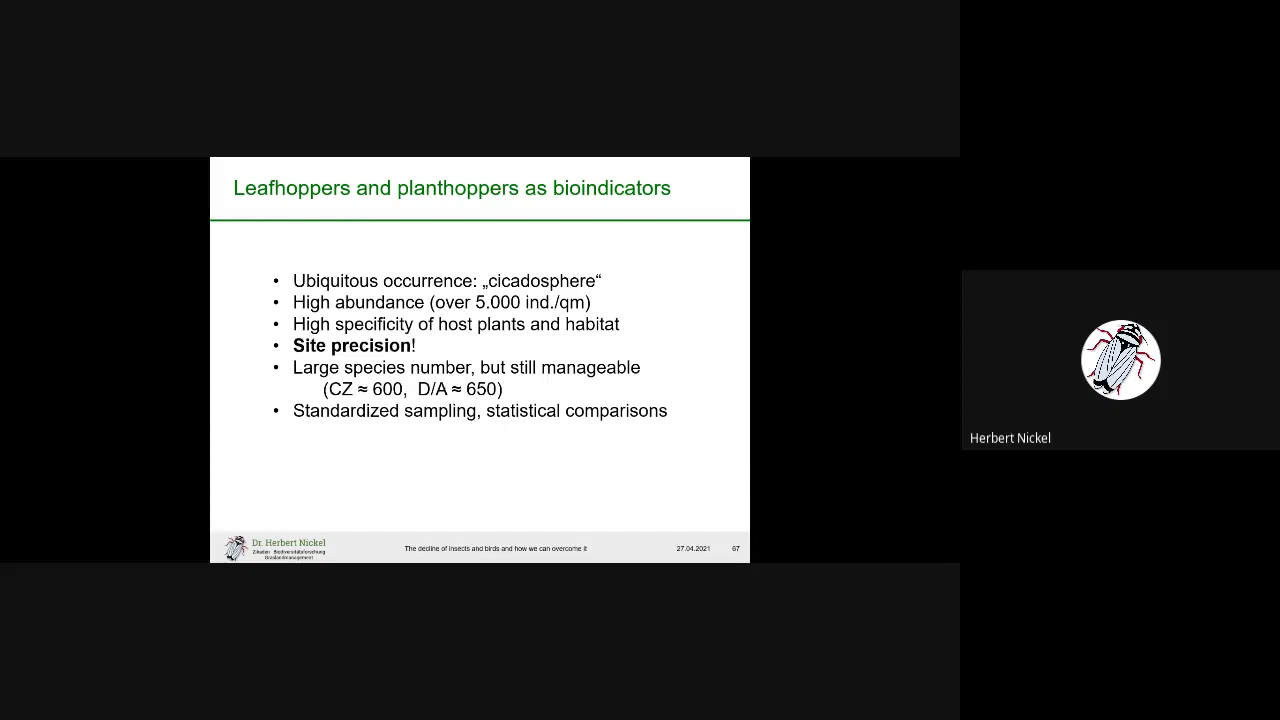 Leafhoppers and planthoppers as bioindicators
• Ubiquitous occurrence: „cicadosphere“
• High abundance (over 5.000 ind./qm)
• High specificity of host plants and habitat
• Site precision!
• Large species number, but still manageable
(CZ ≈ 600, D/A ≈ 650)
• Standardized sampling, statistical comparisons
Herbert Nickel
Dr. Herbert Nickel
Zikaden Biodiversitätsforschung
Graslandmanagement
The decline of insects and birds and how we can overcome it
27.04.2021
67